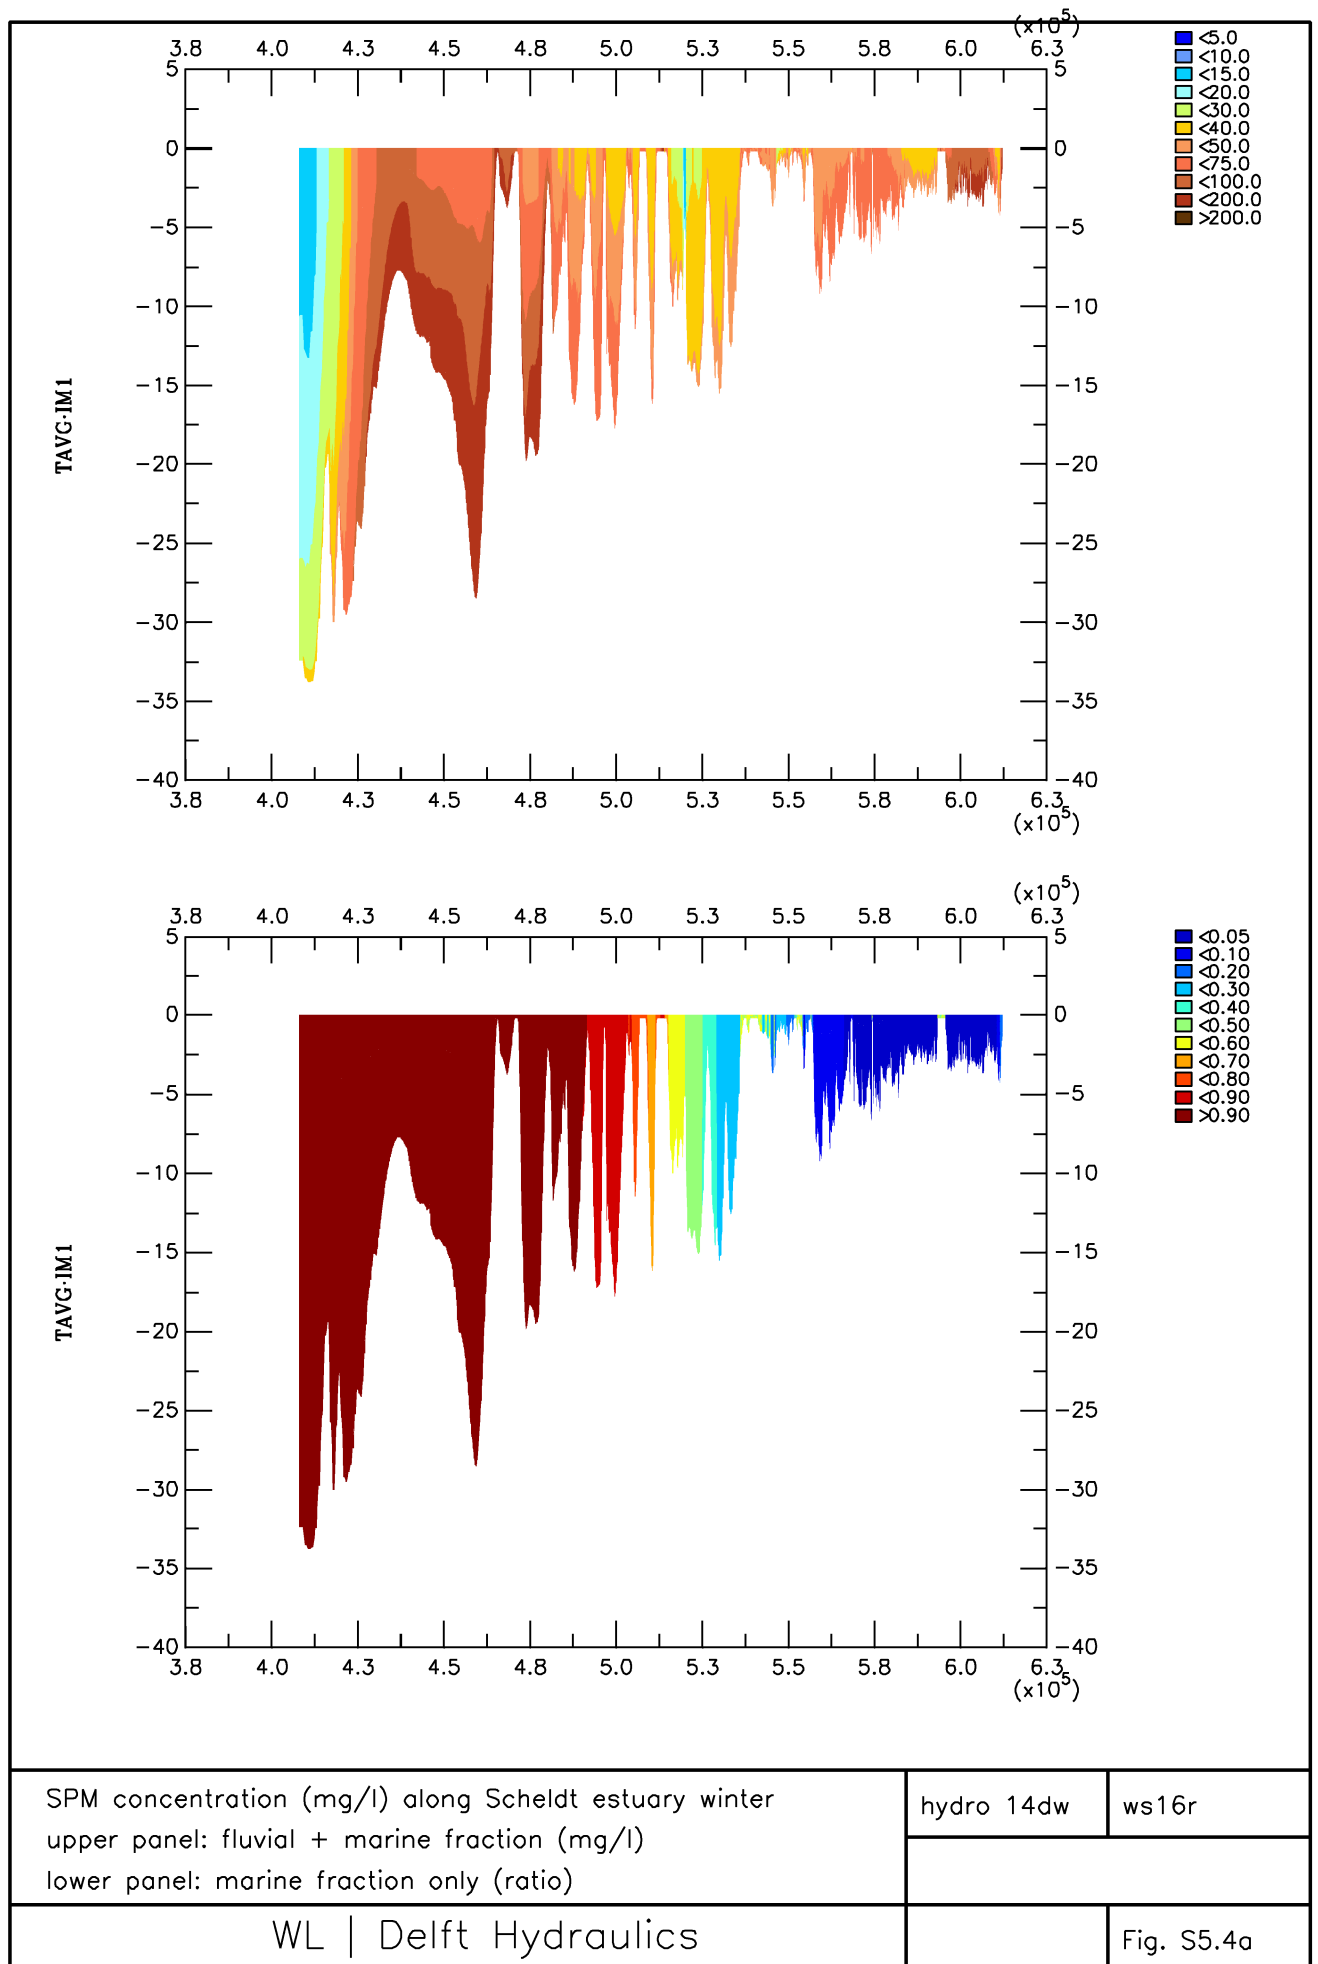 (x10⁵)
3.8 4.0 4.3 4.5 4.8 5.0 5.3 5.5 5.8 6.0 6.3
5 5
0 0
−5 −5
−10 −10
−15 −15
−20 −20
−25 −25
−30 −30
−35 −35
−40 −40
3.8 4.0 4.3 4.5 4.8 5.0 5.3 5.5 5.8 6.0 6.3
(x10⁵)
TAVG·IM1
<5.0
<10.0
<15.0
<20.0
<30.0
<40.0
<50.0
<75.0
<100.0
<200.0
>200.0
(x10⁵)
3.8 4.0 4.3 4.5 4.8 5.0 5.3 5.5 5.8 6.0 6.3
5 5
0 0
−5 −5
−10 −10
−15 −15
−20 −20
−25 −25
−30 −30
−35 −35
−40 −40
3.8 4.0 4.3 4.5 4.8 5.0 5.3 5.5 5.8 6.0 6.3
(x10⁵)
TAVG·IM1
<0.05
<0.10
<0.20
<0.30
<0.40
<0.50
<0.60
<0.70
<0.80
<0.90
>0.90
SPM concentration (mg/l) along Scheldt estuary winter
upper panel: fluvial + marine fraction (mg/l)
lower panel: marine fraction only (ratio)
hydro 14dw
ws16r
WL | Delft Hydraulics
Fig. S5.4a